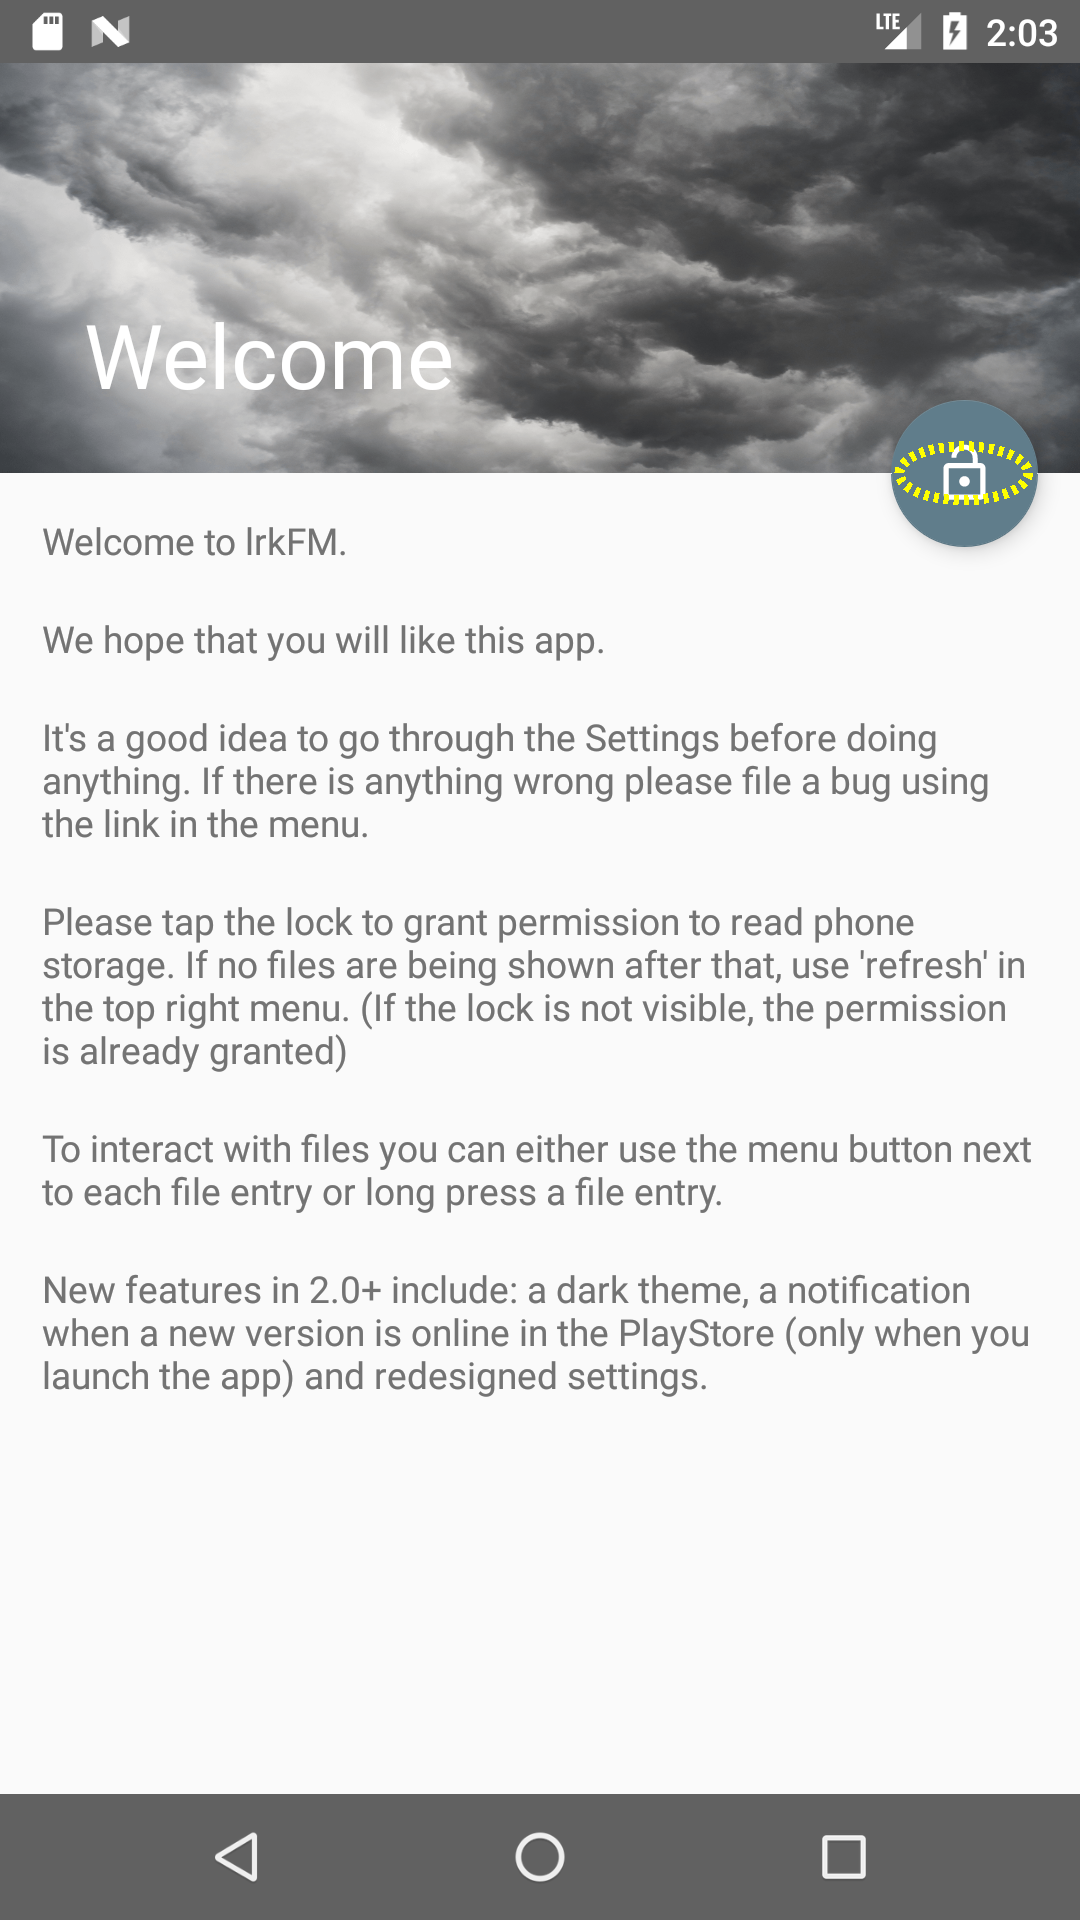 LTE 2:03
Welcome
Welcome to lrkFM.
We hope that you will like this app.
It's a good idea to go through the Settings before doing
anything. If there is anything wrong please file a bug using
the link in the menu.
Please tap the lock to grant permission to read phone
storage. If no files are being shown after that, use 'refresh' in
the top right menu. (If the lock is not visible, the permission
is already granted)
To interact with files you can either use the menu button next
to each file entry or long press a file entry.
New features in 2.0+ include: a dark theme, a notification
when a new version is online in the PlayStore (only when you
launch the app) and redesigned settings.